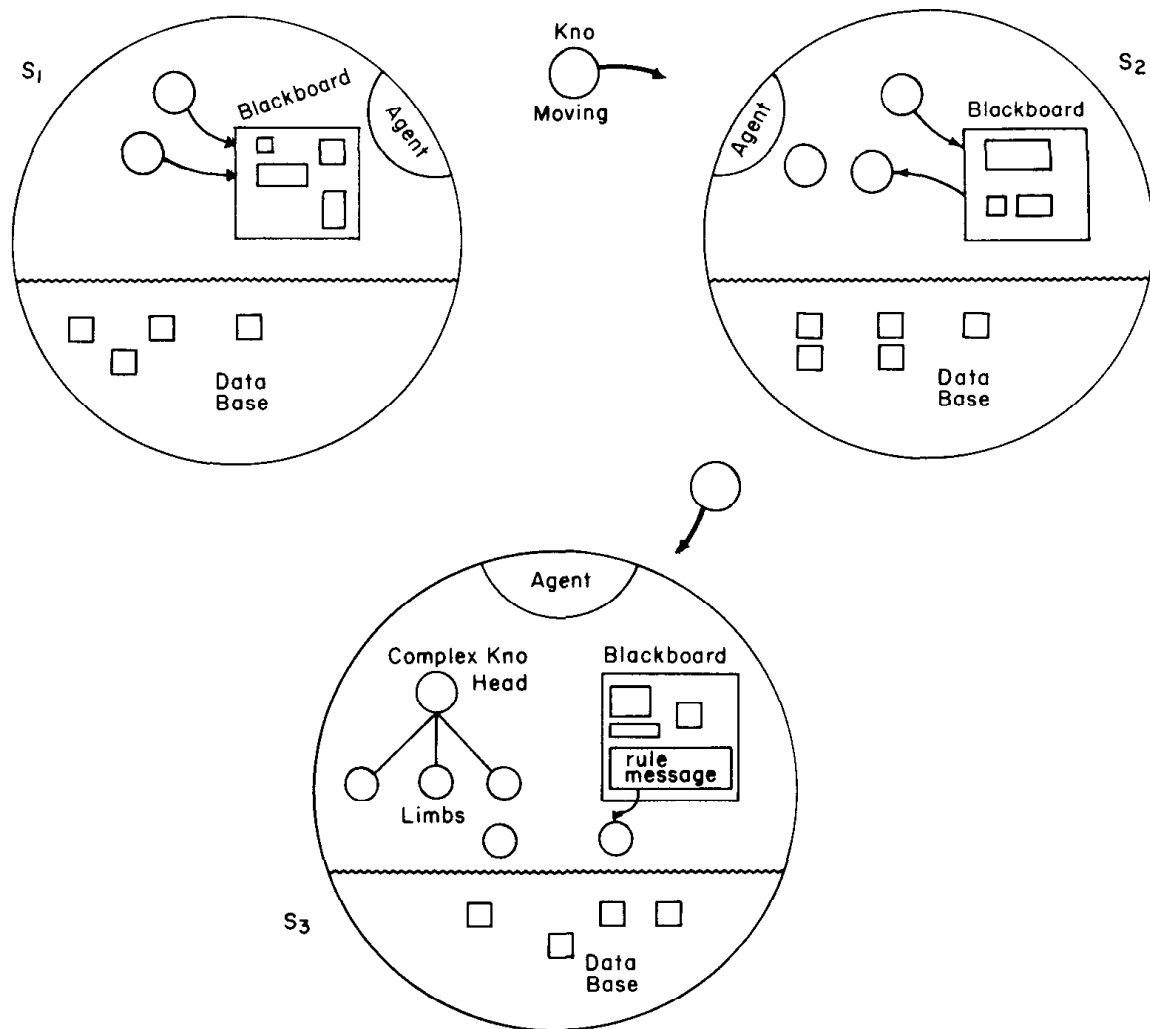 S1
Blackboard
Agent
Data
Base
Kno
Moving
S2
Agent
Blackboard
Data
Base
Agent
Complex Kno
Head
Limbs
Blackboard
rule
message
S3
Data
Base